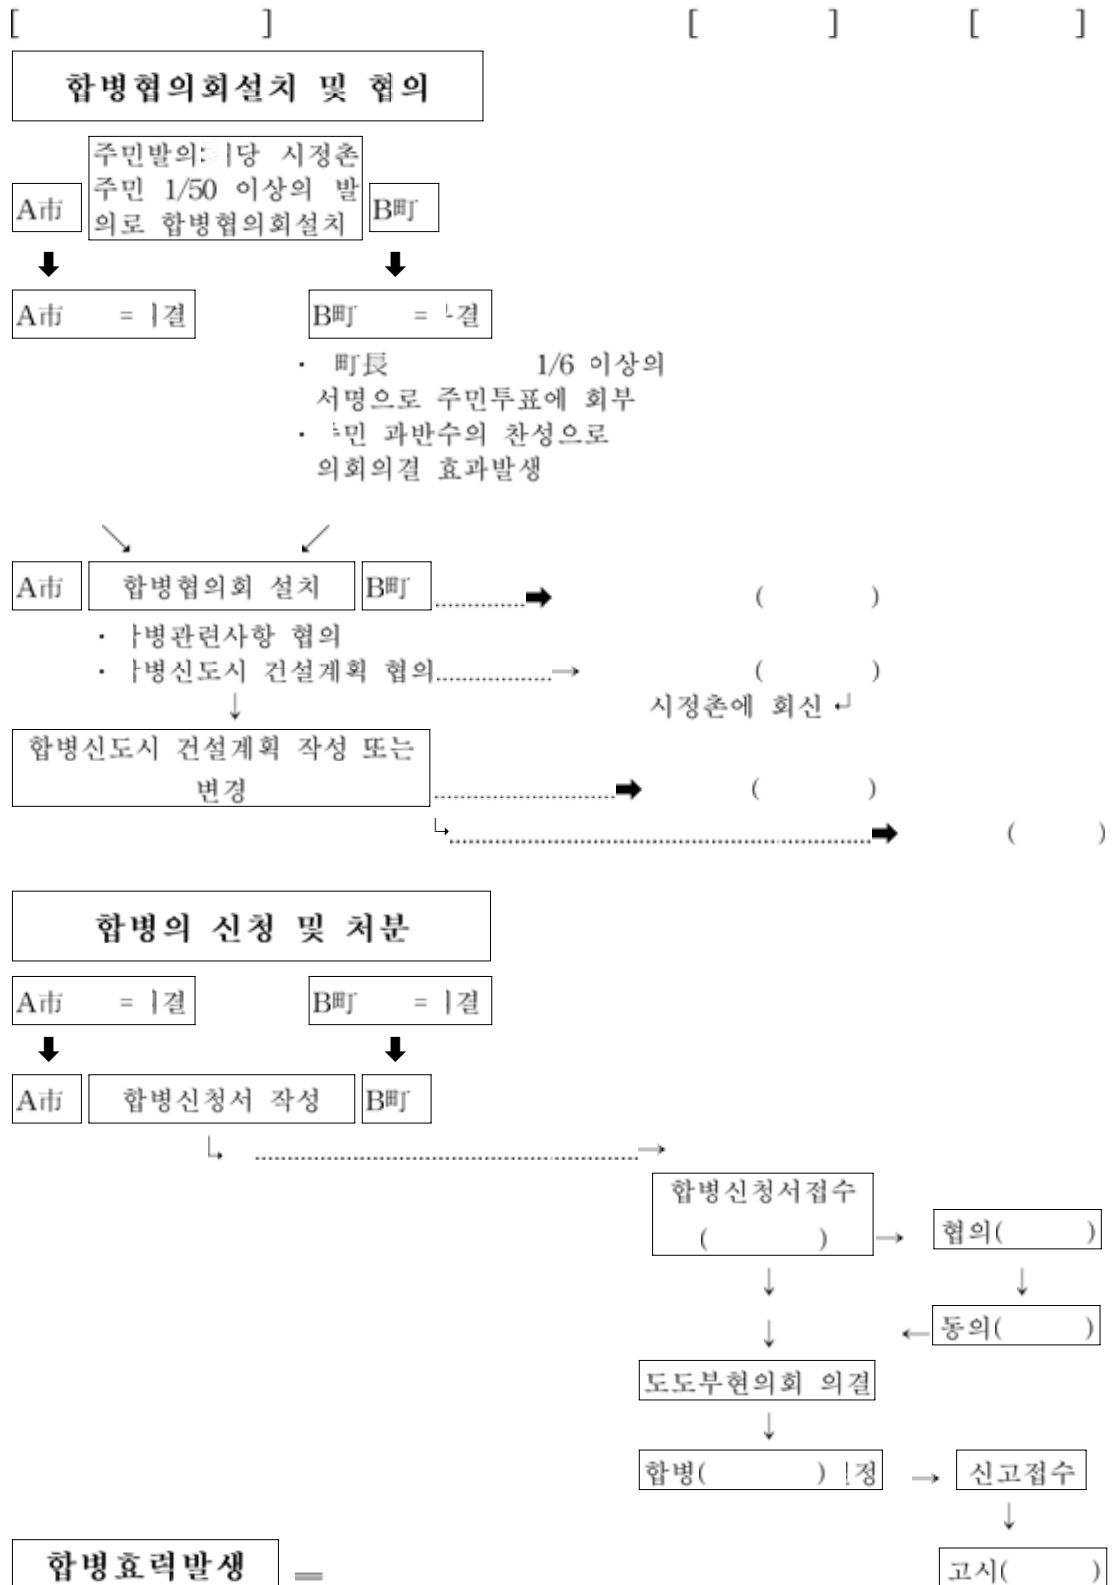 [ ] [ ] [ ]
합병협의회설치 및 협의
주민발의: 당 시정촌
주민 1/50 이상의 발
의로 합병협의회설치
A市 B町
A市 = 결 B町 = 결
· 町長 1/6 이상의
서명으로 주민투표에 회부
· 민 과반수의 찬성으로
의회의결 효과발생
↘ ↙
A市 합병협의회 설치 B町 ( )
· 병관련사항 협의
· 병신도시 건설계획 협의 → ( )
↓ 시정촌에 회신 ↵
합병신도시 건설계획 작성 또는
변경 ( )
( )
합병의 신청 및 처분
A市 = 결 B町 = 결
A市 합병신청서 작성 B町
→
합병신청서접수
( ) → 협의( )
↓ ↓
↓ ← 동의( )
도도부현의회 의결
↓
합병( ) 정 → 신고접수
↓
합병효력발생 = 고시( )